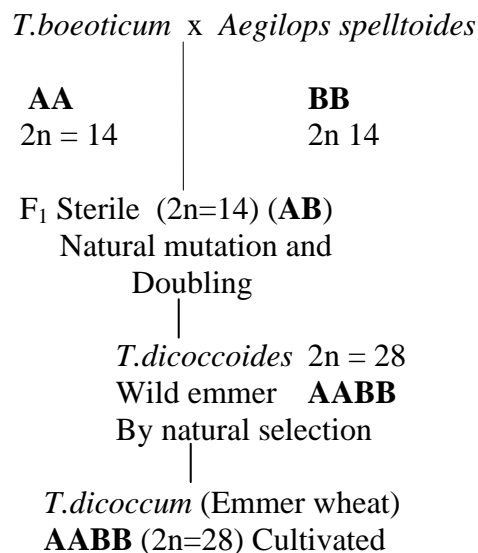 T.boeoticum x Aegilops spelltoides
AA BB
2n = 14 2n 14
F₁ Sterile (2n=14) (AB)
Natural mutation and
Doubling
T.dicoccoides 2n = 28
Wild emmer AABB
By natural selection
T.dicoccum (Emmer wheat)
AABB (2n=28) Cultivated